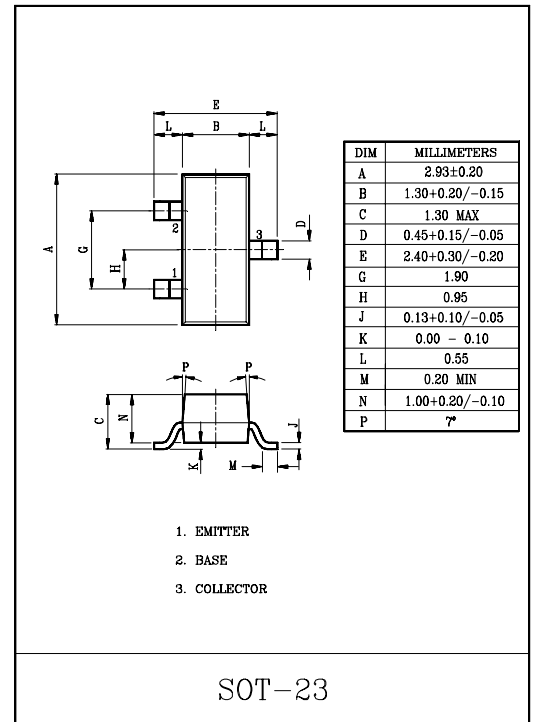 E
L B L
A
G
H
2
1
3
D
P P
C
N
K
M
J
DIM MILLIMETERS
A 2.93±0.20
B 1.30+0.20/−0.15
C 1.30 MAX
D 0.45+0.15/−0.05
E 2.40+0.30/−0.20
G 1.90
H 0.95
J 0.13+0.10/−0.05
K 0.00 − 0.10
L 0.55
M 0.20 MIN
N 1.00+0.20/−0.10
P 7°
1. EMITTER
2. BASE
3. COLLECTOR
SOT−23